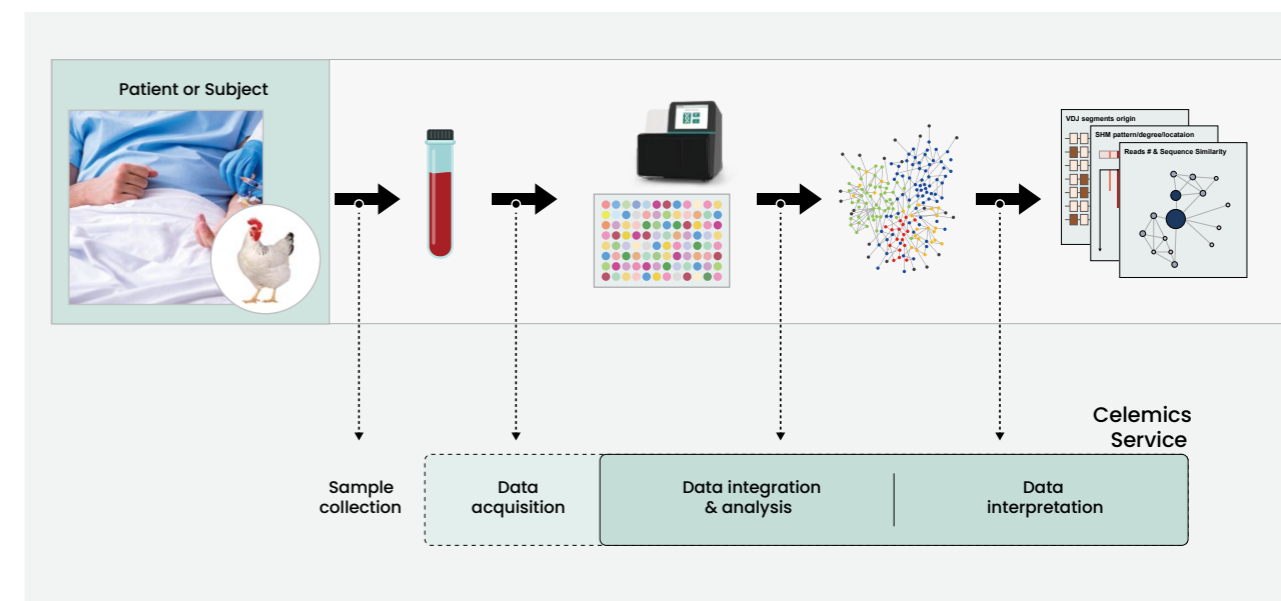 Patient or Subject
VDJ segments origin
SHM pattern/degree/locataion
Reads # & Sequence Similarity
Celemics
Service
Sample
collection
Data
acquisition
Data integration
& analysis
Data
interpretation